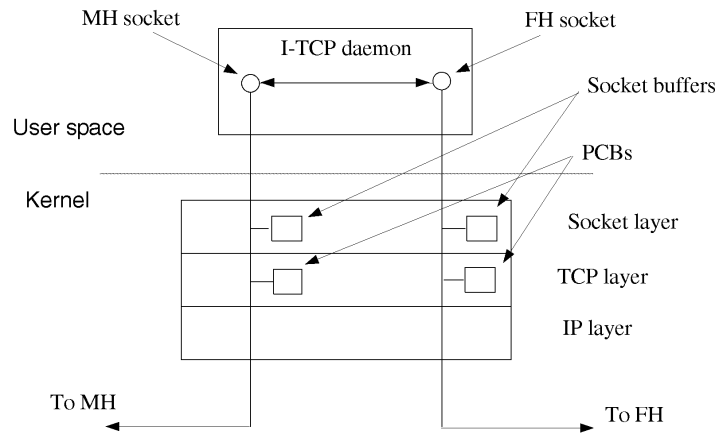 MH socket
FH socket
I-TCP daemon
Socket buffers
User space
PCBs
Kernel
Socket layer
TCP layer
IP layer
To MH
To FH